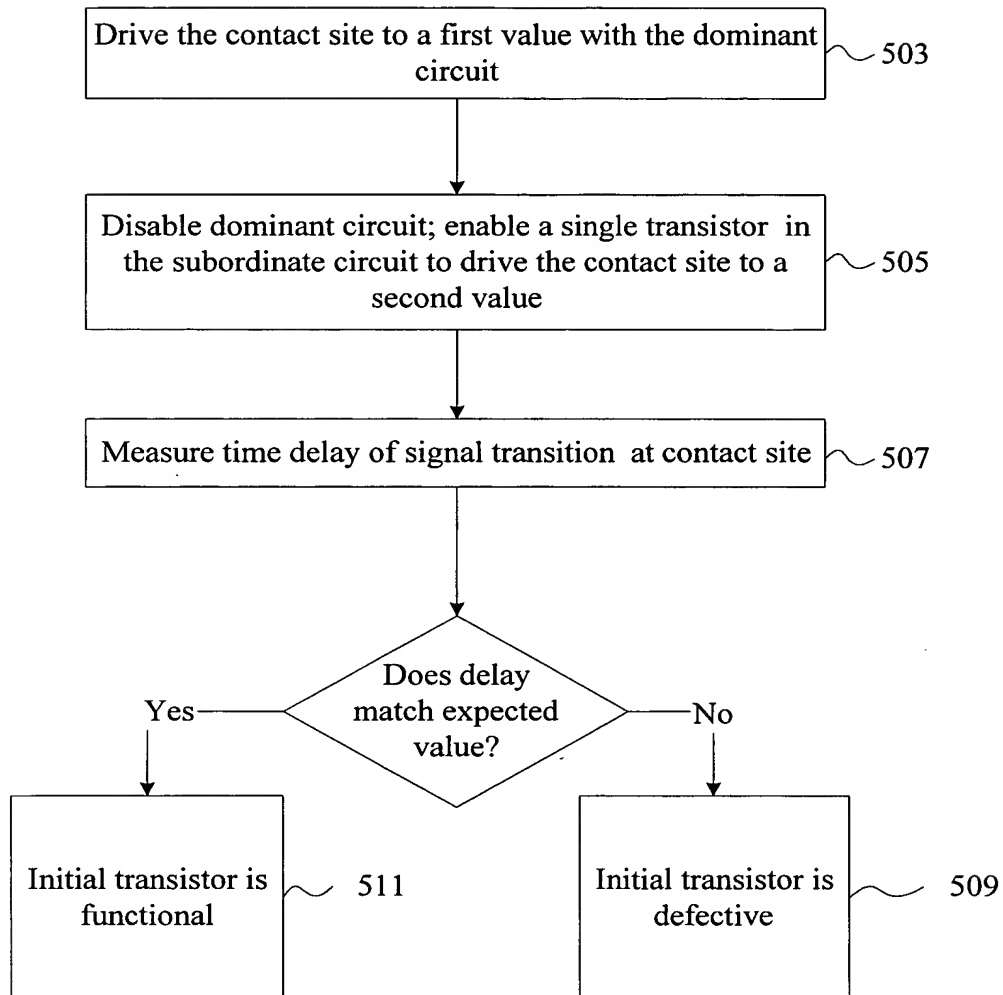 Drive the contact site to a first value with the dominant
circuit
503
Disable dominant circuit; enable a single transistor in
the subordinate circuit to drive the contact site to a
second value
505
Measure time delay of signal transition at contact site
507
Does delay
match expected
value?
Yes
No
Initial transistor is
functional
511
Initial transistor is
defective
509